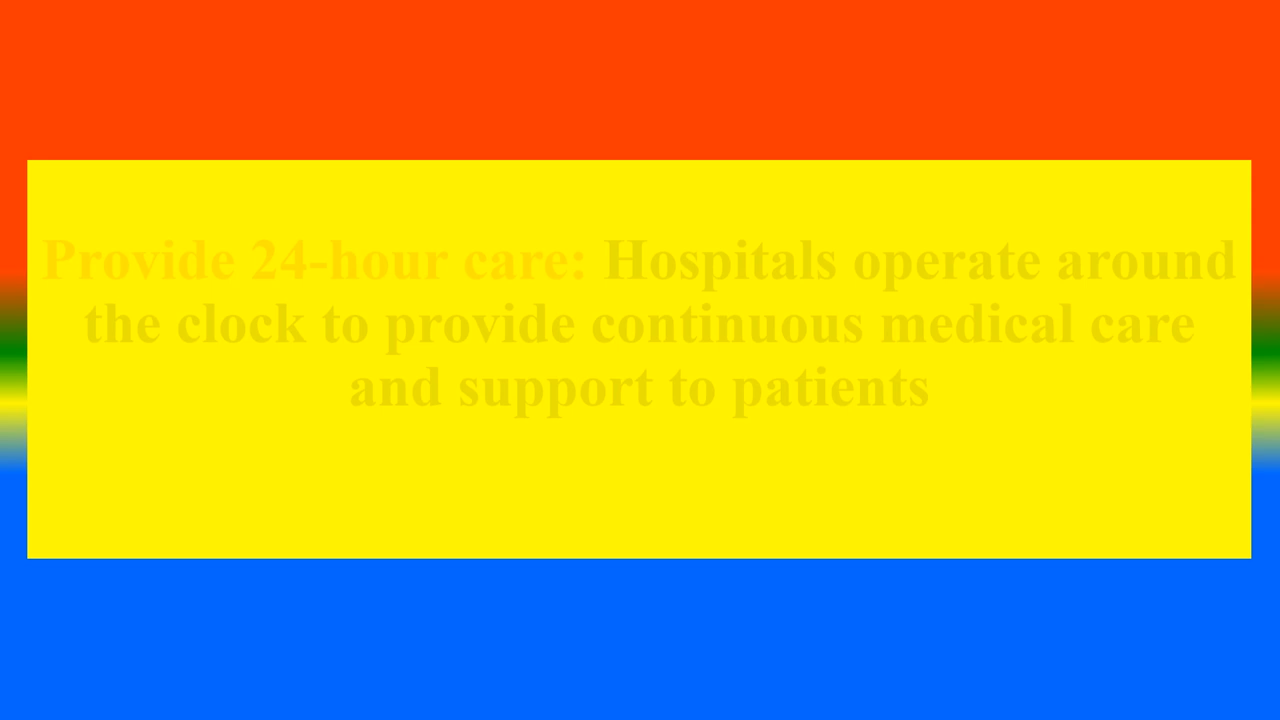 Provide 24-hour care: Hospitals operate around
the clock to provide continuous medical care
and support to patients